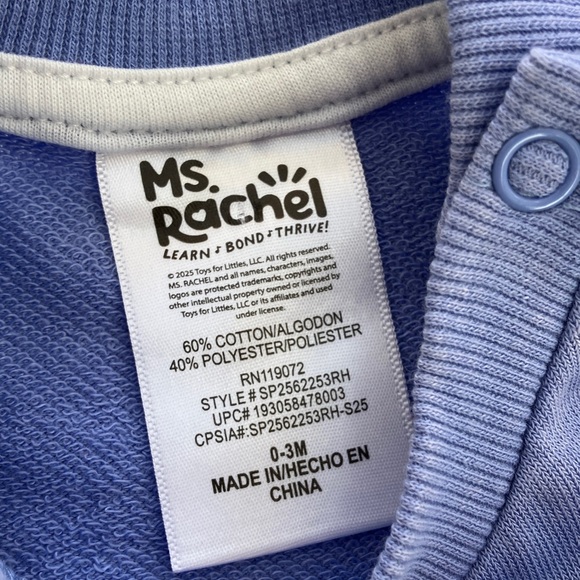 Ms.
Rachel
LEARN ♪ BOND ♪ THRIVE!
© 2025 Toys for Littles, LLC. All rights reserved.
MS. RACHEL and all names, characters, images,
logos are protected trademarks, copyrights and
other intellectual property owned or licensed by
Toys for Littles, LLC or its affiliates and used
under license.
60% COTTON/ALGODON
40% POLYESTER/POLIESTER
RN119072
STYLE # SP2562253RH
UPC# 193058478003
CPSIA#:SP2562253RH-S25
0-3M
MADE IN/HECHO EN
CHINA